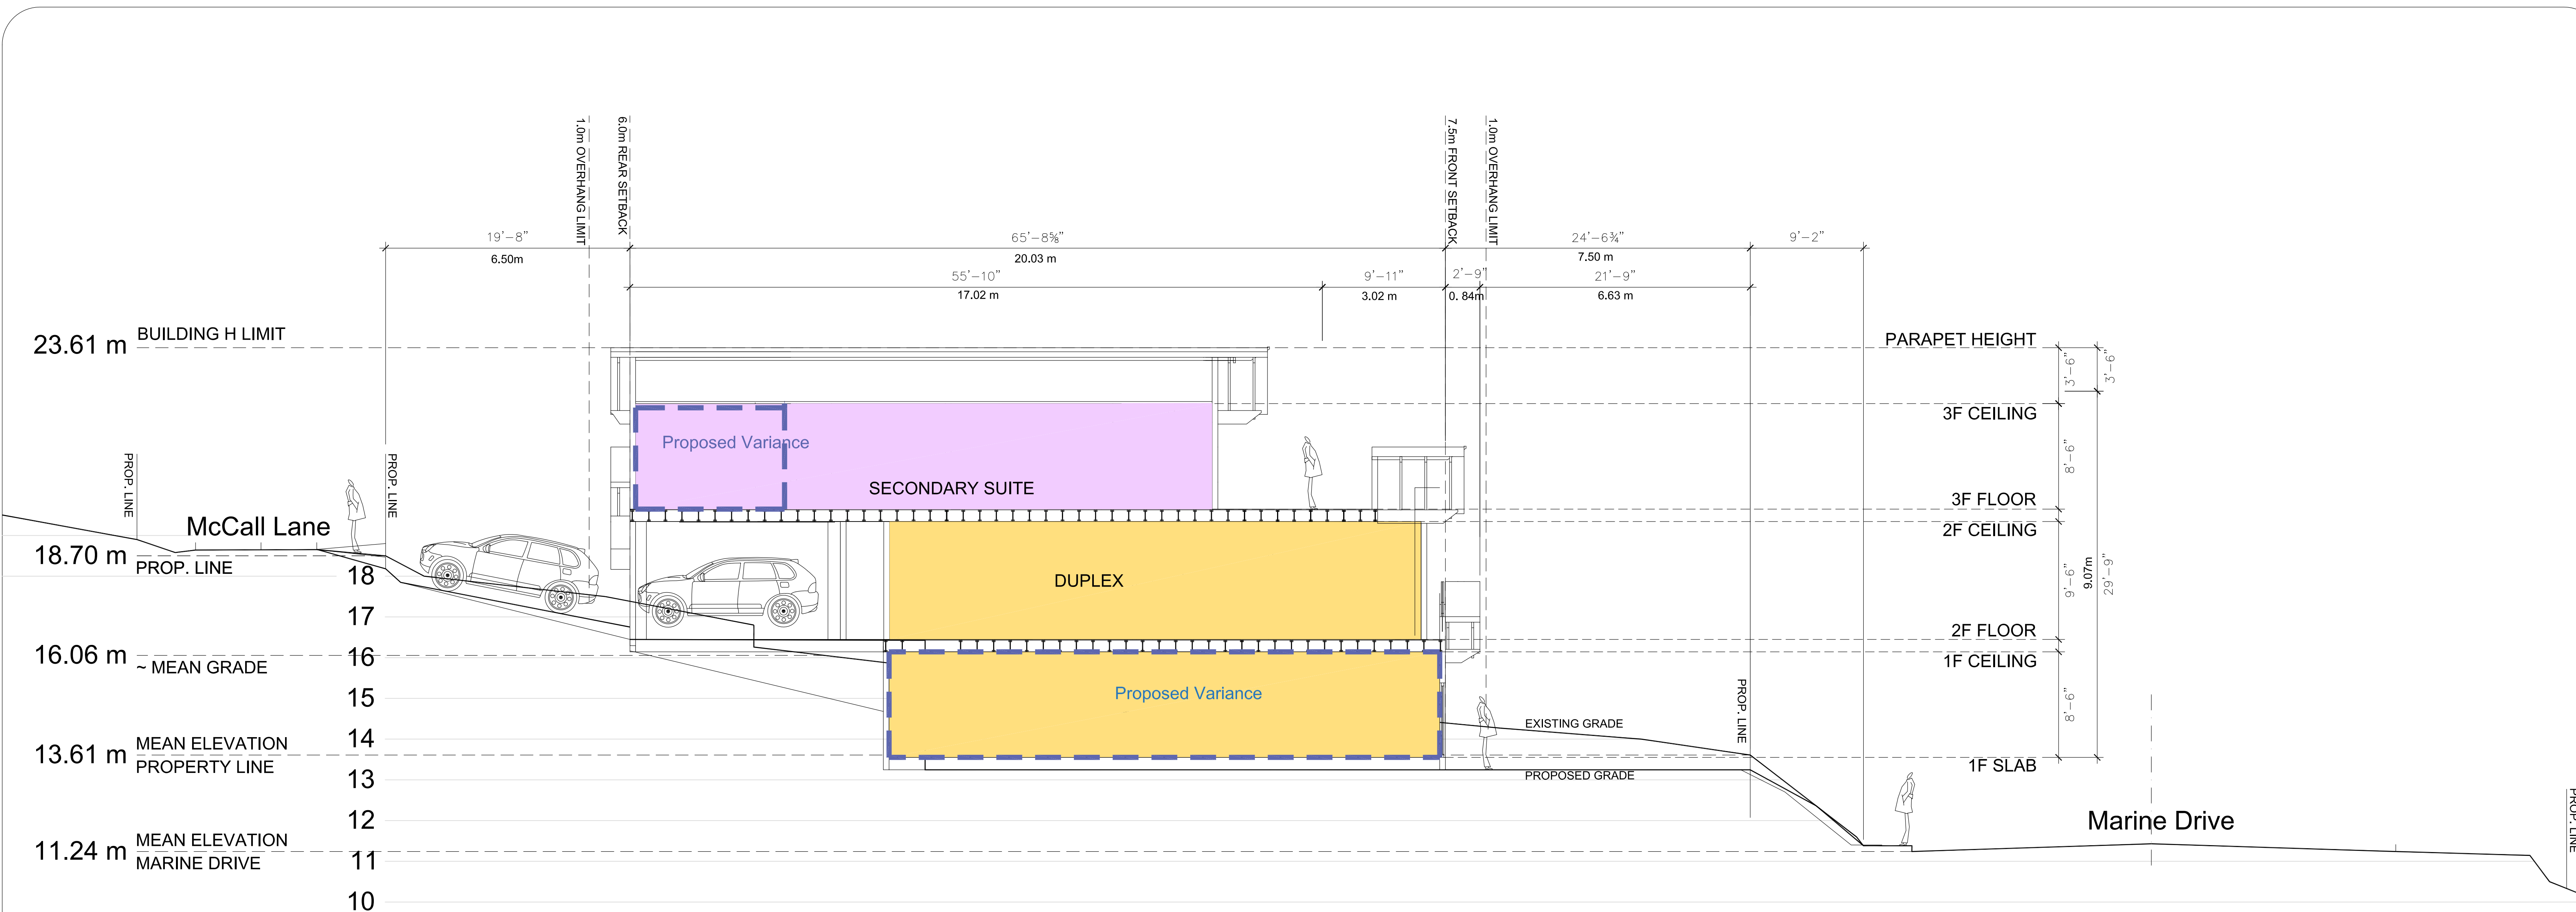 1.0m OVERHANG LIMIT
6.0m REAR SETBACK
7.5m FRONT SETBACK
1.0m OVERHANG LIMIT
19'-8"
65'-8⅝"
24'-6¾"
9'-2"
6.50m
20.03 m
7.50 m
55'-10"
9'-11"
2'-9"
21'-9"
17.02 m
3.02 m
0. 84m
6.63 m
23.61 m
BUILDING H LIMIT
PARAPET HEIGHT
3'-6"
3'-6"
3F CEILING
Proposed Variance
8'-6"
SECONDARY SUITE
3F FLOOR
PROP. LINE
PROP. LINE
McCall Lane
2F CEILING
18.70 m
PROP. LINE
18
DUPLEX
9'-6"
9.07m
29'-9"
17
2F FLOOR
16.06 m
~ MEAN GRADE
16
1F CEILING
15
Proposed Variance
8'-6"
PROP. LINE
EXISTING GRADE
14
13.61 m
MEAN ELEVATION
PROPERTY LINE
1F SLAB
PROPOSED GRADE
13
12
Marine Drive
PROP. LINE
11.24 m
MEAN ELEVATION
MARINE DRIVE
11
10